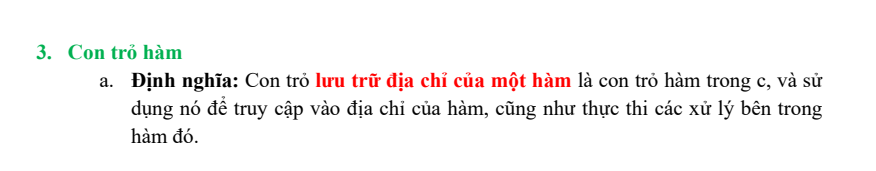 3. Con trỏ hàm
a. Định nghĩa: Con trỏ lưu trữ địa chỉ của một hàm là con trỏ hàm trong c, và sử
dụng nó để truy cập vào địa chỉ của hàm, cũng như thực thi các xử lý bên trong
hàm đó.